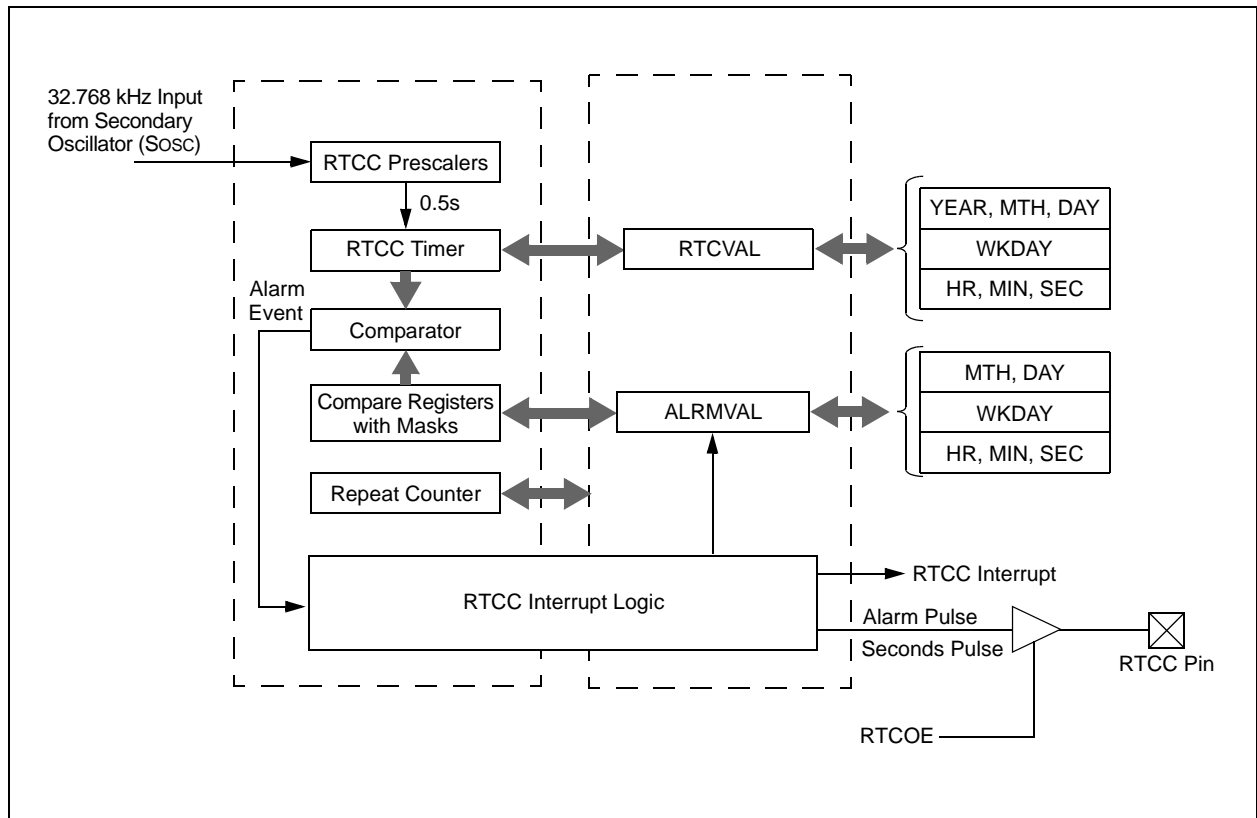 32.768 kHz Input
from Secondary
Oscillator (SOSC)
RTCC Prescalers
0.5s
RTCC Timer
RTCVAL
YEAR, MTH, DAY
WKDAY
HR, MIN, SEC
Alarm
Event
Comparator
Compare Registers
with Masks
ALRMVAL
MTH, DAY
WKDAY
HR, MIN, SEC
Repeat Counter
RTCC Interrupt Logic
RTCC Interrupt
Alarm Pulse
Seconds Pulse
RTCC Pin
RTCOE